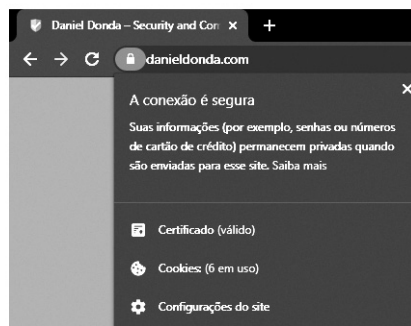 Daniel Donda – Security and Con
danieldonda.com
A conexão é segura
Suas informações (por exemplo, senhas ou números
de cartão de crédito) permanecem privadas quando
são enviadas para esse site. Saiba mais
Certificado (válido)
Cookies: (6 em uso)
Configurações do site